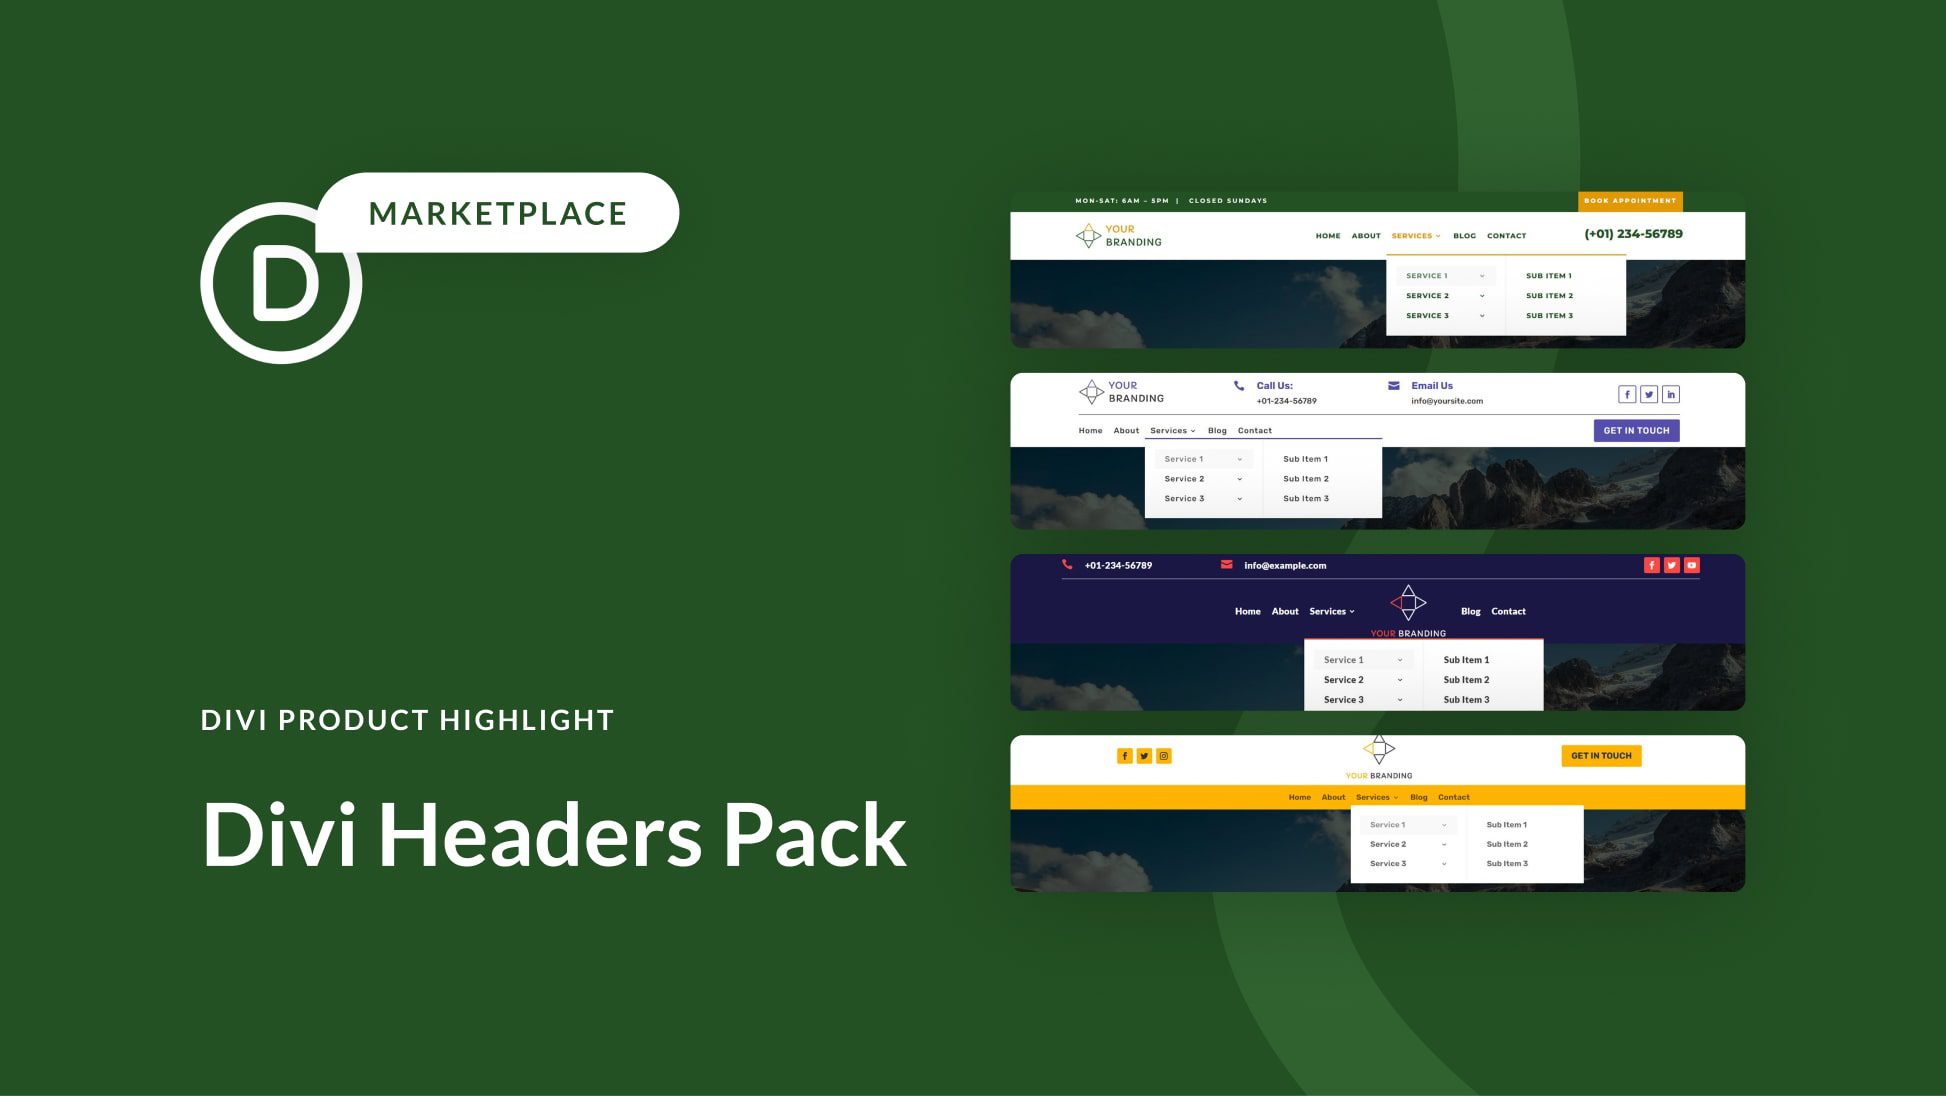 MARKETPLACE
D
DIVI PRODUCT HIGHLIGHT
Divi Headers Pack
MON-SAT: 6AM – 5PM | CLOSED SUNDAYS
BOOK APPOINTMENT
YOUR
BRANDING
HOME ABOUT SERVICES BLOG CONTACT
(+01) 234-56789
SERVICE 1 SUB ITEM 1
SERVICE 2 SUB ITEM 2
SERVICE 3 SUB ITEM 3
YOUR
BRANDING
Call Us:
+01-234-56789
Email Us
info@yoursite.com
Home About Services Blog Contact
GET IN TOUCH
Service 1 Sub Item 1
Service 2 Sub Item 2
Service 3 Sub Item 3
+01-234-56789 info@example.com
Home About Services Blog Contact
YOUR BRANDING
Service 1 Sub Item 1
Service 2 Sub Item 2
Service 3 Sub Item 3
GET IN TOUCH
YOUR BRANDING
Home About Services Blog Contact
Service 1 Sub Item 1
Service 2 Sub Item 2
Service 3 Sub Item 3